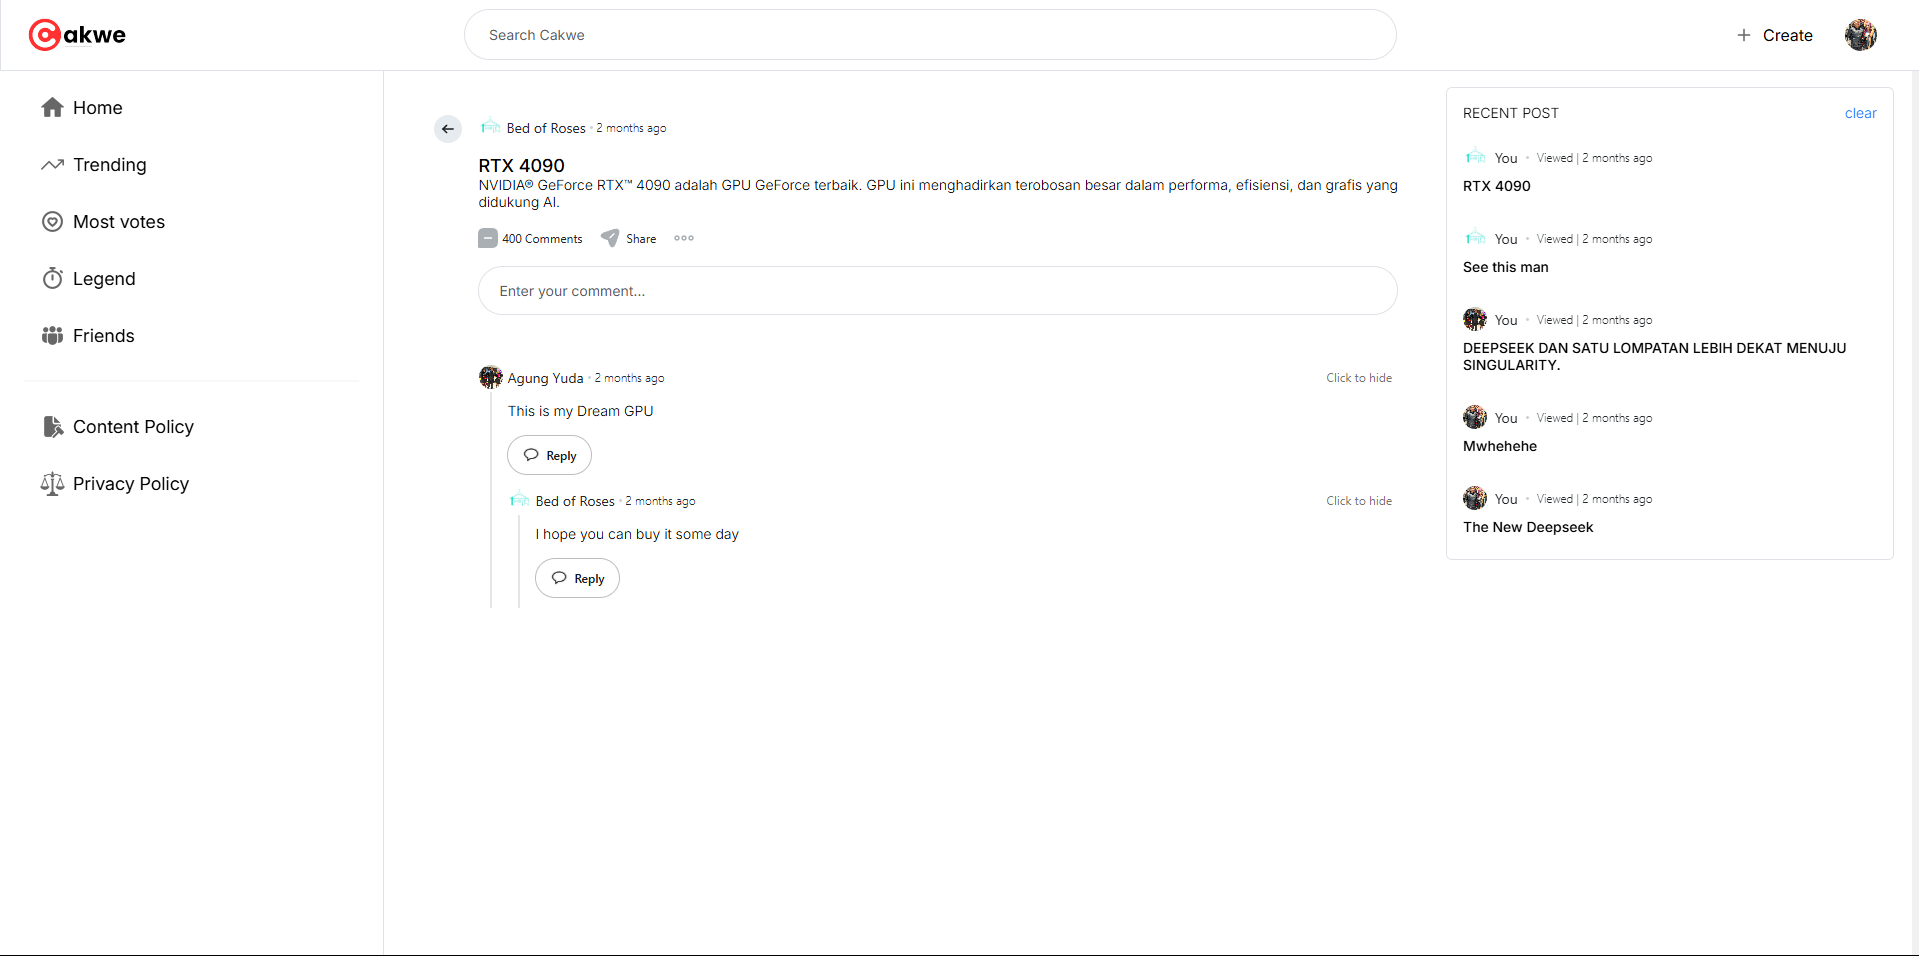 Cakwe
Search Cakwe
Create
Home
Trending
Most votes
Legend
Friends
Content Policy
Privacy Policy
Bed of Roses · 2 months ago
RTX 4090
NVIDIA® GeForce RTX™ 4090 adalah GPU GeForce terbaik. GPU ini menghadirkan terobosan besar dalam performa, efisiensi, dan grafis yang
didukung AI.
400 Comments Share
Enter your comment...
Agung Yuda · 2 months ago Click to hide
This is my Dream GPU
Reply
Bed of Roses · 2 months ago Click to hide
I hope you can buy it some day
Reply
RECENT POST clear
You • Viewed | 2 months ago
RTX 4090
You • Viewed | 2 months ago
See this man
You • Viewed | 2 months ago
DEEPSEEK DAN SATU LOMPATAN LEBIH DEKAT MENUJU
SINGULARITY.
You • Viewed | 2 months ago
Mwhehehe
You • Viewed | 2 months ago
The New Deepseek